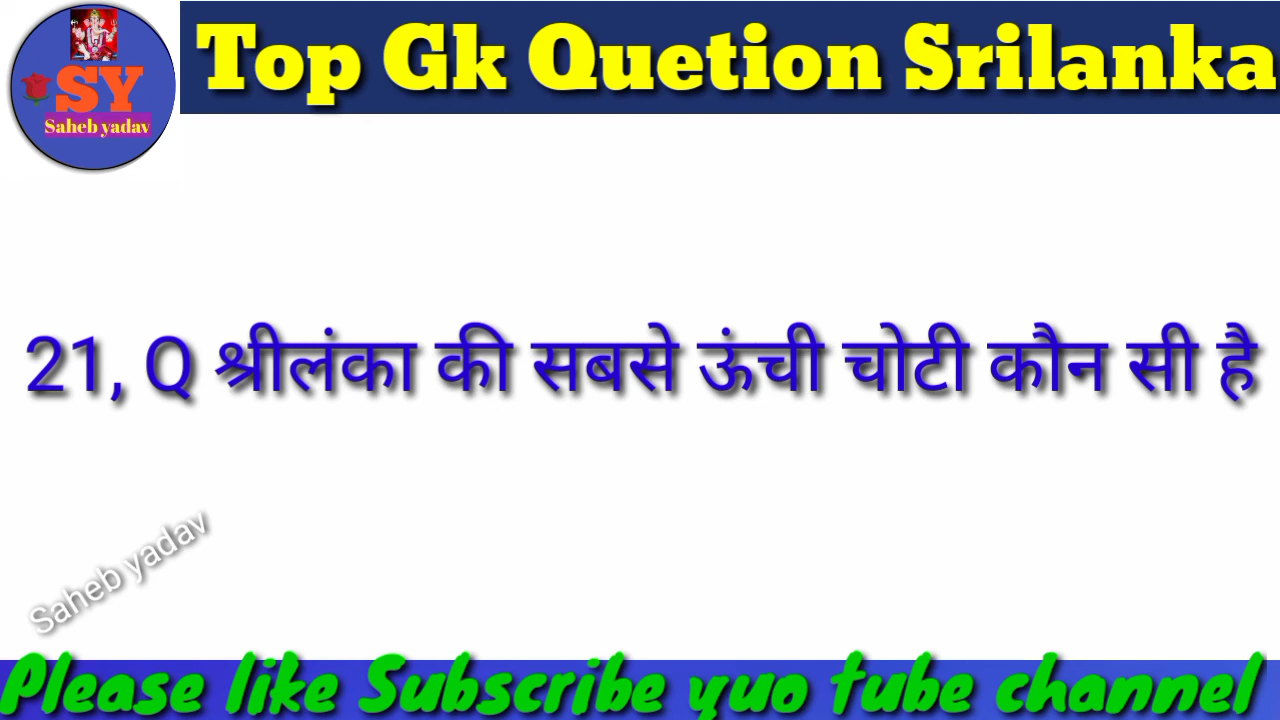 SY
Saheb yadav
Top Gk Quetion Srilanka
21, Q श्रीलंका की सबसे ऊंची चोटी कौन सी है
Saheb yadav
Please like Subscribe yuo tube channel